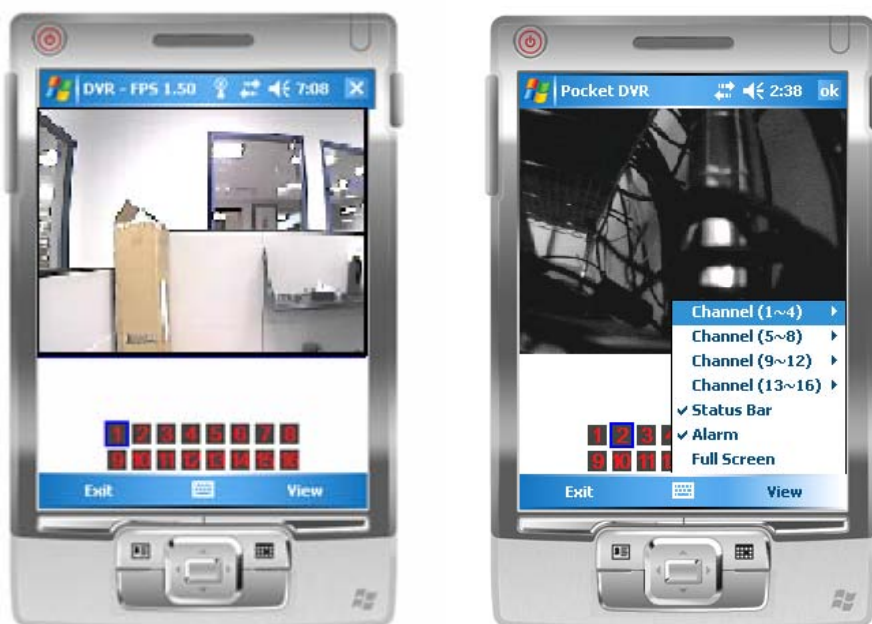 DVR - FPS 1.50 7:08
1 2 3 4 5 6 7 8
9 10 11 12 13 14 15 16
Exit View
Pocket DVR 2:38 ok
Channel (1~4)
Channel (5~8)
Channel (9~12)
Channel (13~16)
Status Bar
Alarm
Full Screen
1 2 3
9 10 11
Exit View